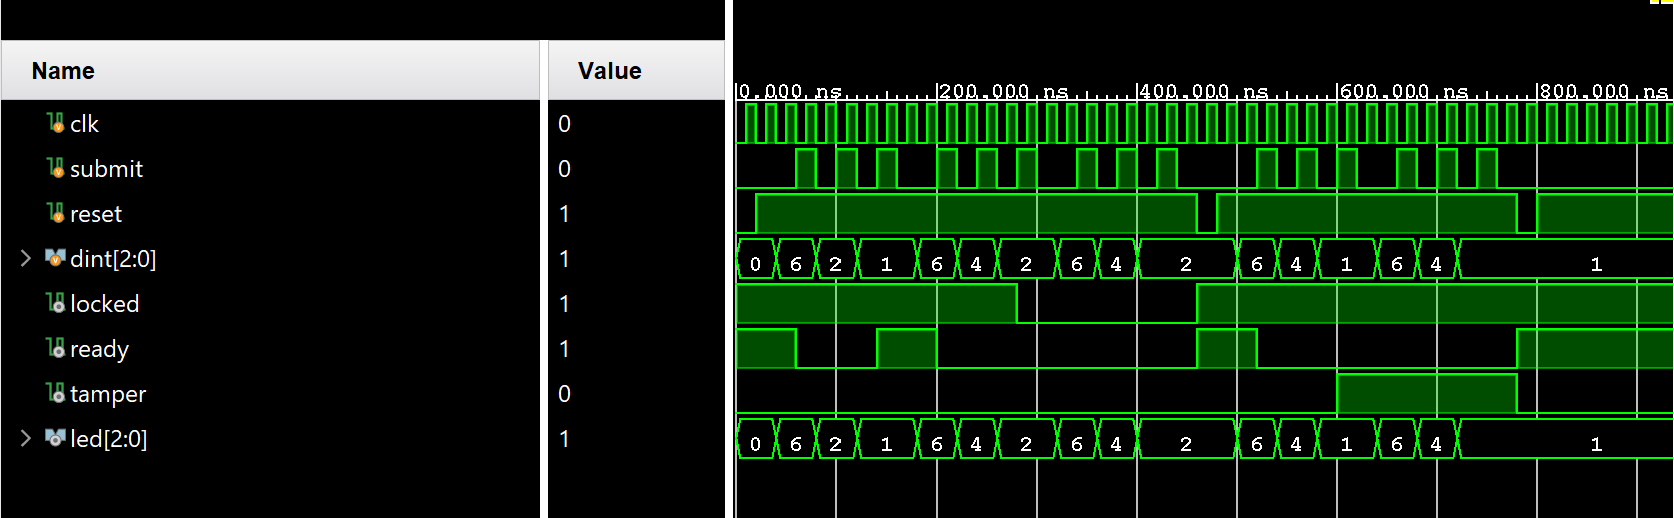 Name Value
0.000 ns 200.000 ns 400.000 ns 600.000 ns 800.000 ns
clk 0
submit 0
reset 1
dint[2:0] 1 0 6 2 1 6 4 2 6 4 2 6 4 1 6 4 1
locked 1
ready 1
tamper 0
led[2:0] 1 0 6 2 1 6 4 2 6 4 2 6 4 1 6 4 1